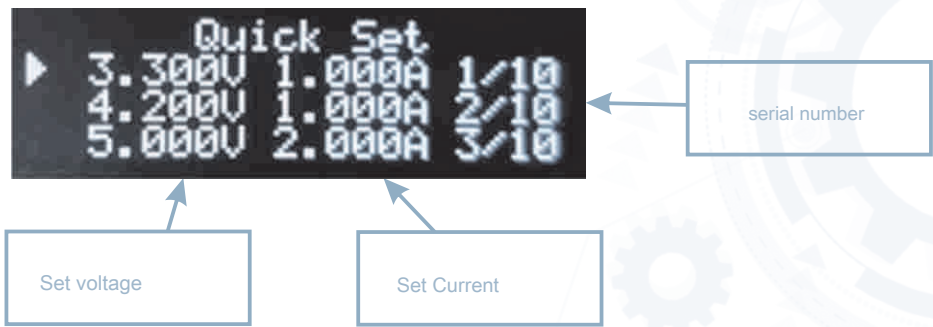 Quick Set
3.300V 1.000A 1/10
4.200V 1.000A 2/10
5.000V 2.000A 3/10
serial number
Set voltage
Set Current